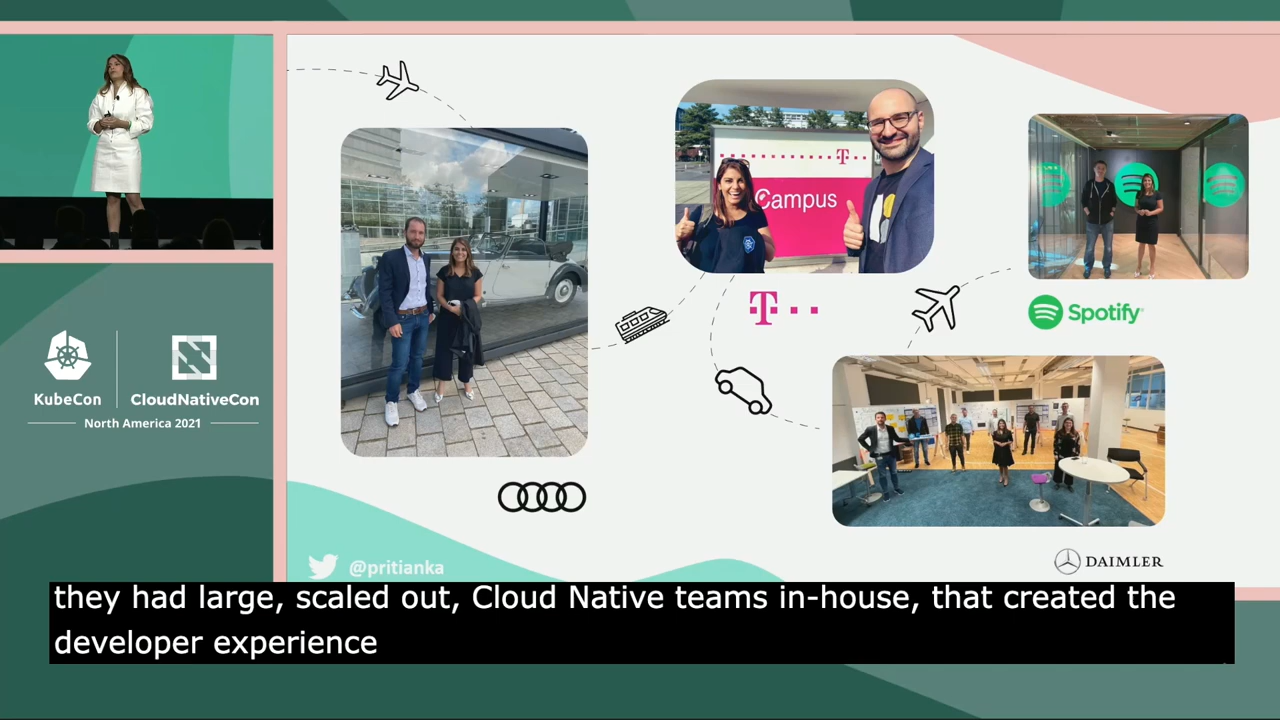 T
Campus
T
Spotify
KubeCon
CloudNativeCon
North America 2021
DAIMLER
@pritianka
they had large, scaled out, Cloud Native teams in-house, that created the
developer experience